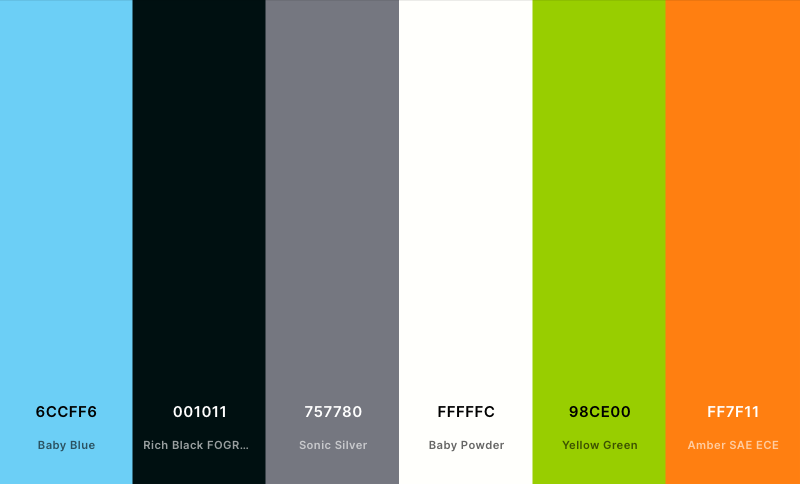 6CCFF6 001011 757780 FFFFFC 98CE00 FF7F11
Baby Blue Rich Black FOGR... Sonic Silver Baby Powder Yellow Green Amber SAE ECE